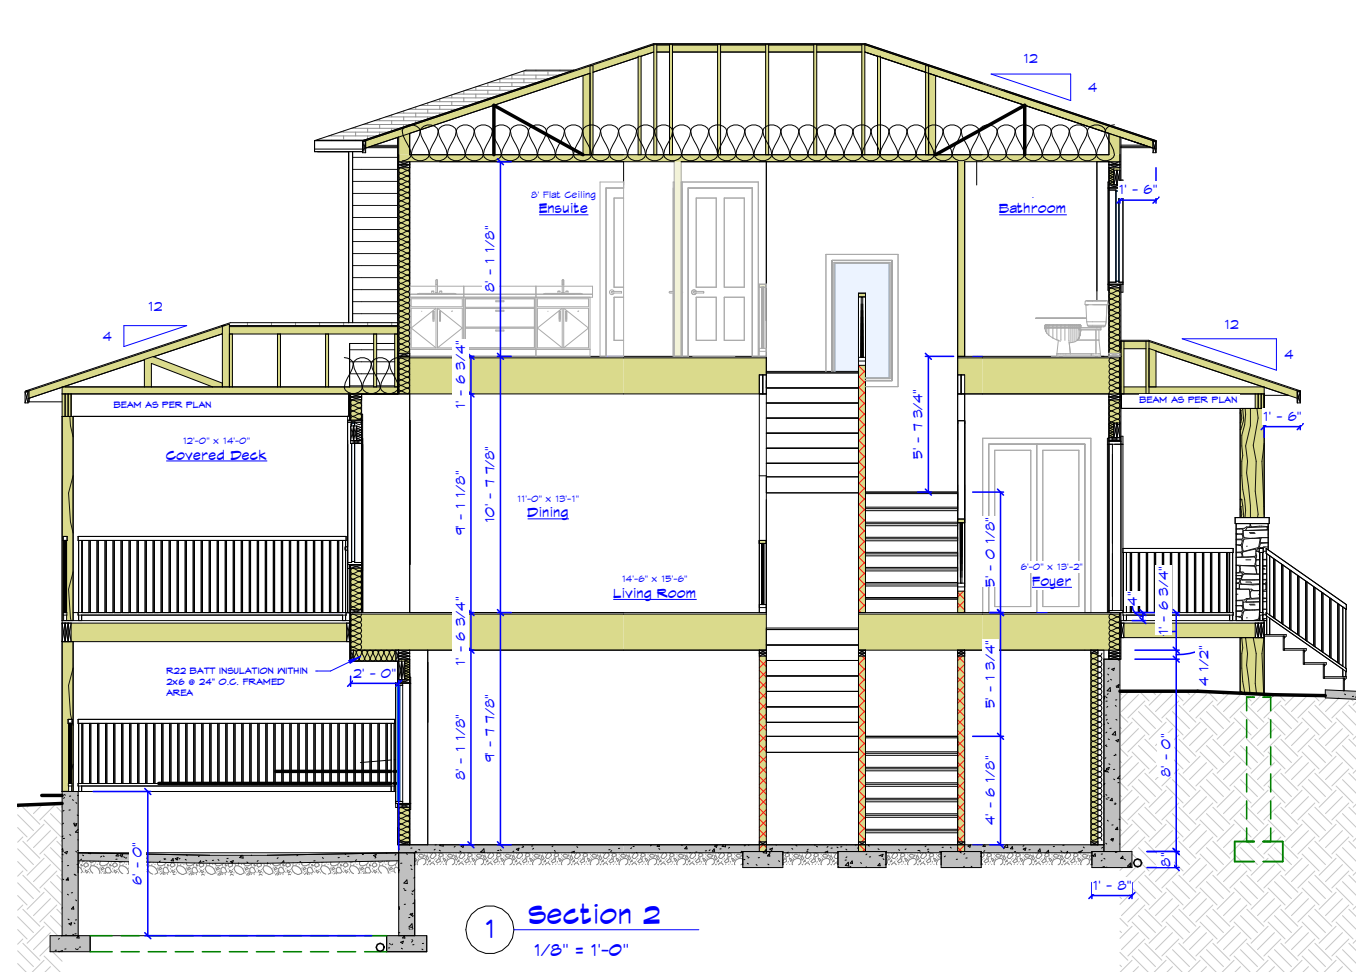 12
4
8' Flat Ceiling
Ensuite
Bathroom
1' - 6"
8' - 1 1/8"
12
4
12
4
1' - 6 3/4"
5' - 7 3/4"
BEAM AS PER PLAN
BEAM AS PER PLAN
1' - 6"
12'-0" x 14'-0"
Covered Deck
9' - 1 1/8"
10' - 7 7/8"
11'-0" x 13'-1"
Dining
5' - 0 1/8"
14'-6" x 15'-6"
Living Room
6'-0" x 13'-2"
Foyer
1' - 6 3/4"
1' - 6 3/4"
4"
4 1/2"
R22 BATT INSULATION WITHIN
2x6 @ 24" O.C. FRAMED
AREA
2' - 0"
5' - 1 3/4"
8' - 1 1/8"
9' - 7 7/8"
8' - 0"
4' - 6 1/8"
6' - 0"
8"
1' - 8"
1
Section 2
1/8" = 1'-0"